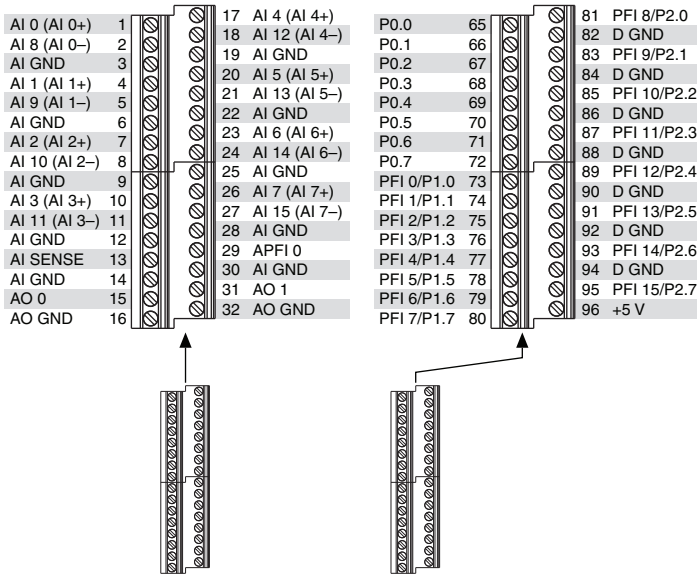 AI 0 (AI 0+) 1
AI 8 (AI 0–) 2
AI GND 3
AI 1 (AI 1+) 4
AI 9 (AI 1–) 5
AI GND 6
AI 2 (AI 2+) 7
AI 10 (AI 2–) 8
AI GND 9
AI 3 (AI 3+) 10
AI 11 (AI 3–) 11
AI GND 12
AI SENSE 13
AI GND 14
AO 0 15
AO GND 16
17 AI 4 (AI 4+)
18 AI 12 (AI 4–)
19 AI GND
20 AI 5 (AI 5+)
21 AI 13 (AI 5–)
22 AI GND
23 AI 6 (AI 6+)
24 AI 14 (AI 6–)
25 AI GND
26 AI 7 (AI 7+)
27 AI 15 (AI 7–)
28 AI GND
29 APFI 0
30 AI GND
31 AO 1
32 AO GND
P0.0 65
P0.1 66
P0.2 67
P0.3 68
P0.4 69
P0.5 70
P0.6 71
P0.7 72
PFI 0/P1.0 73
PFI 1/P1.1 74
PFI 2/P1.2 75
PFI 3/P1.3 76
PFI 4/P1.4 77
PFI 5/P1.5 78
PFI 6/P1.6 79
PFI 7/P1.7 80
81 PFI 8/P2.0
82 D GND
83 PFI 9/P2.1
84 D GND
85 PFI 10/P2.2
86 D GND
87 PFI 11/P2.3
88 D GND
89 PFI 12/P2.4
90 D GND
91 PFI 13/P2.5
92 D GND
93 PFI 14/P2.6
94 D GND
95 PFI 15/P2.7
96 +5 V